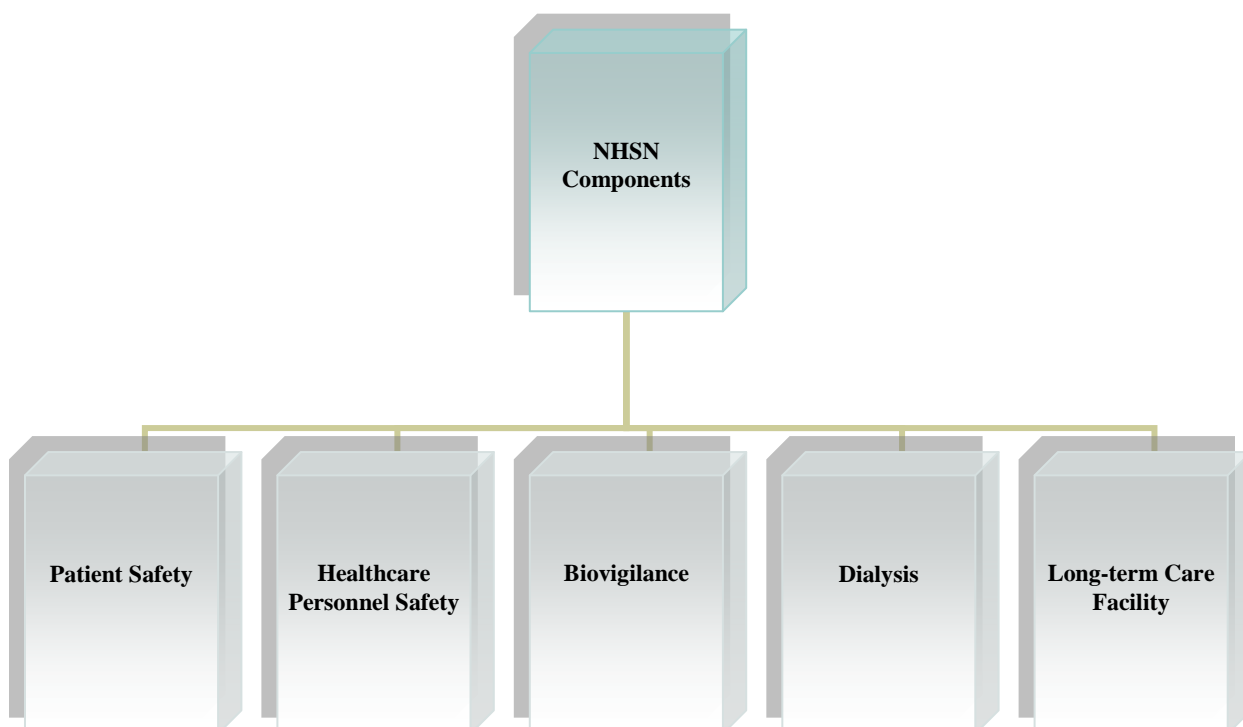 NHSN
Components
Patient Safety
Healthcare
Personnel Safety
Biovigilance
Dialysis
Long-term Care
Facility